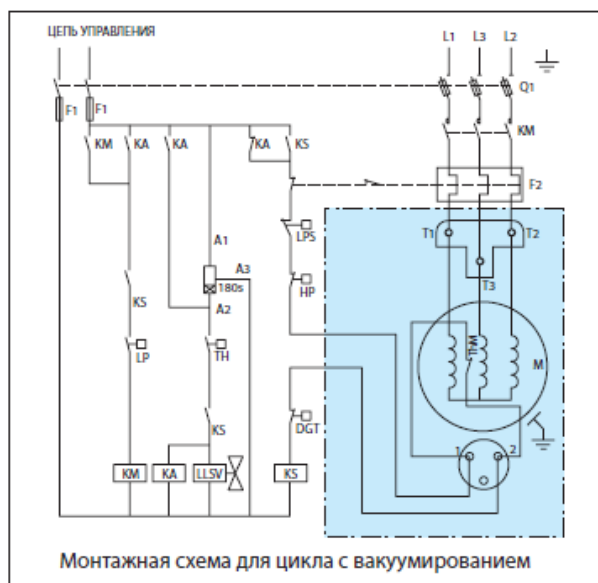 ЦЕПЬ УПРАВЛЕНИЯ
L1 L3 L2
Q1
F1 F1
KM KA KA KA KS
KM
F2
LPS
T1 T2
A1
A3
180s
T3
HP
A2
KS
LP TH
ThM
M
KS
DGT
1 2
KM KA LLSV KS
Монтажная схема для цикла с вакуумированием